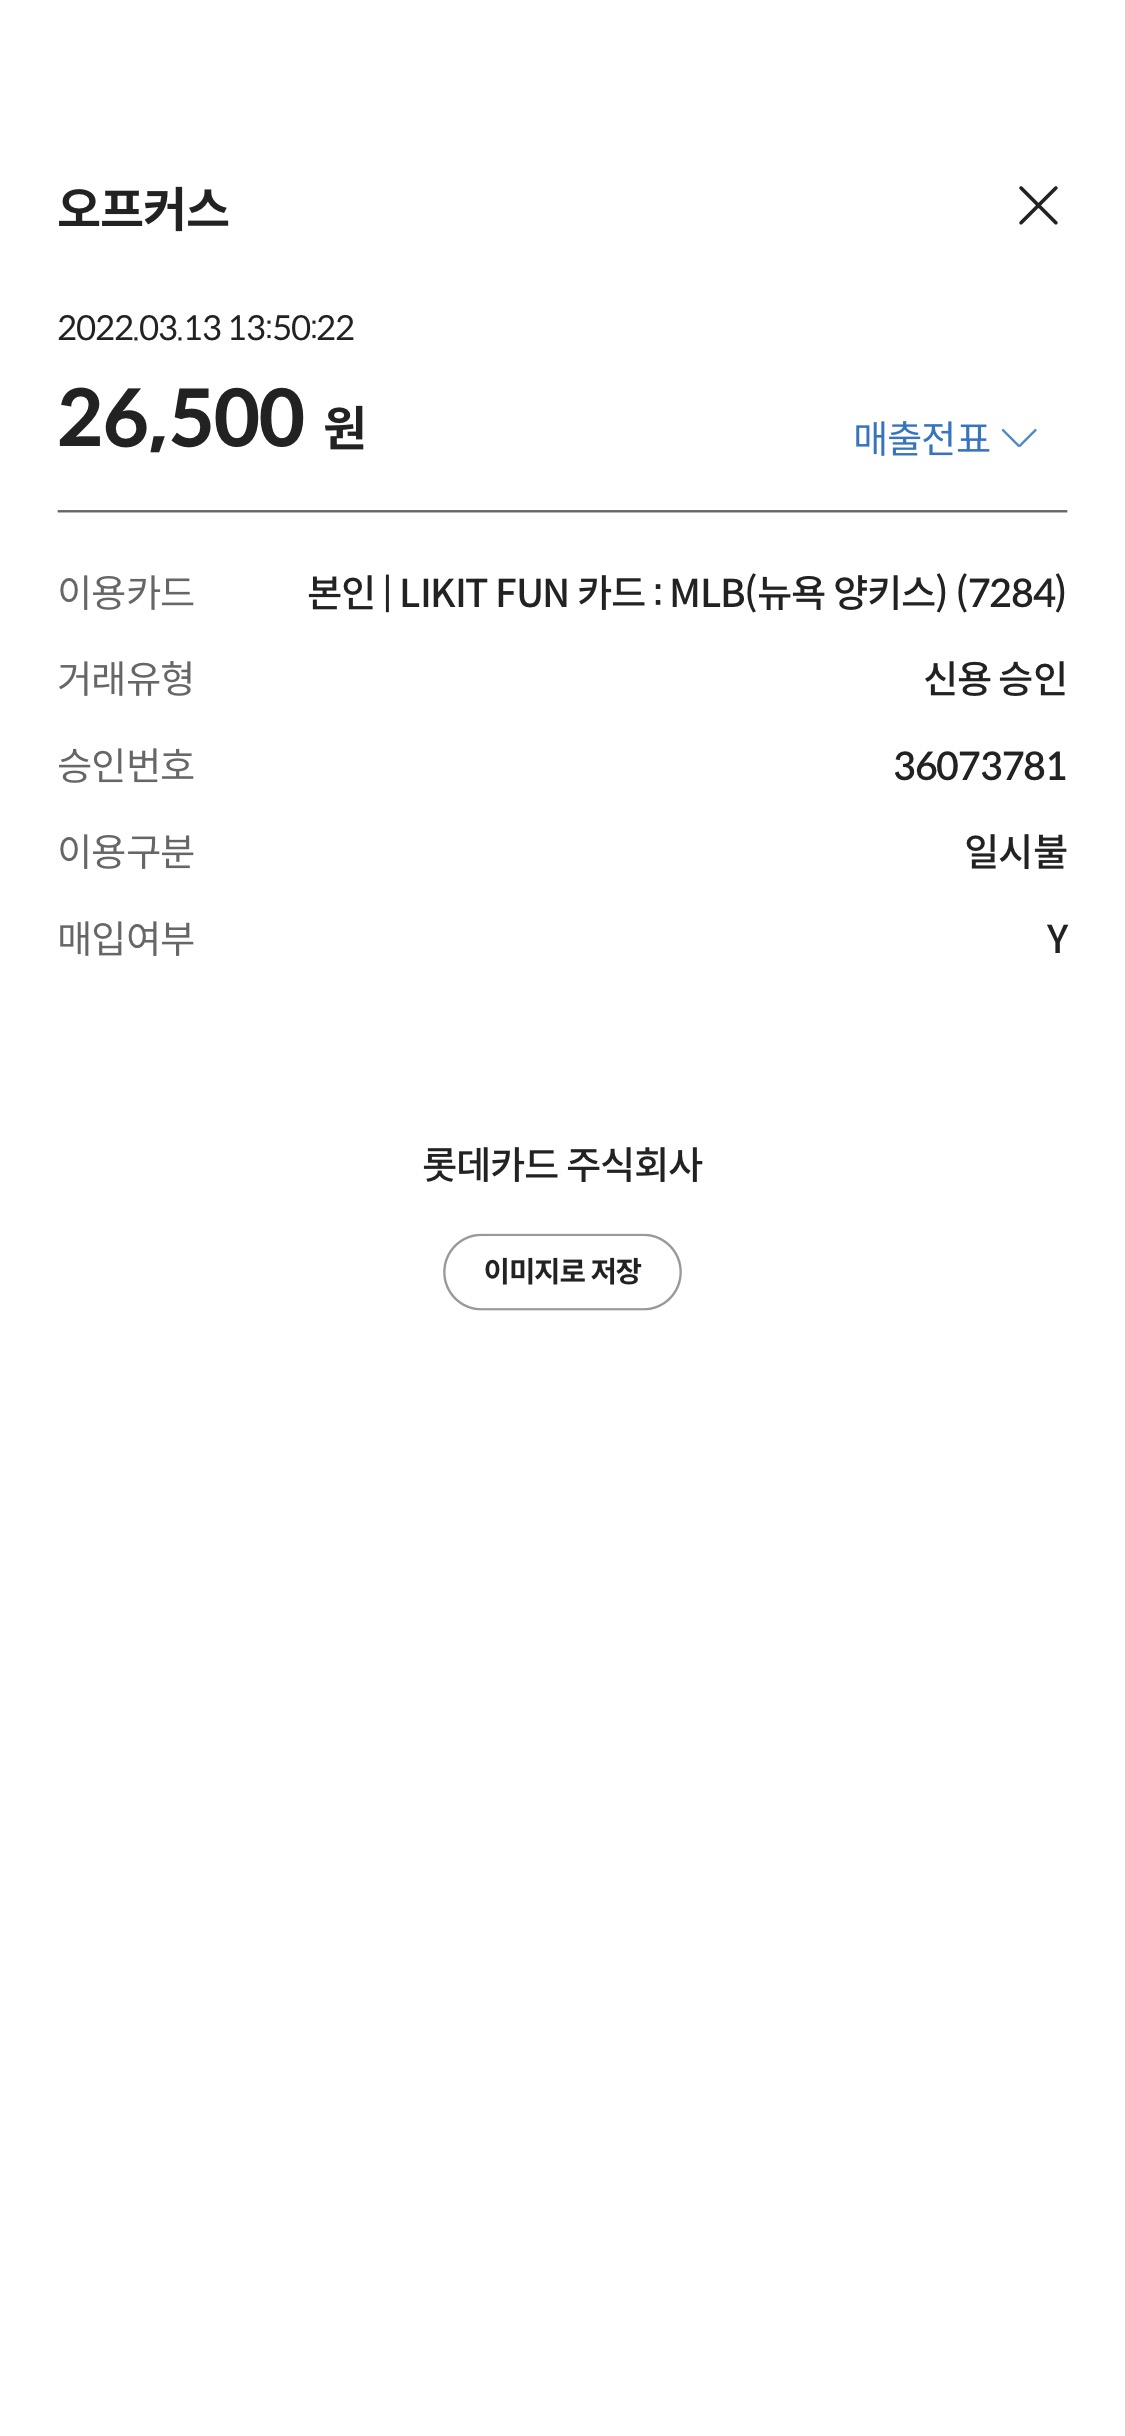 오프커스
2022.03.13 13:50:22
26,500 원
매출전표
이용카드 본인 | LIKIT FUN 카드 : MLB(뉴욕 양키스) (7284)
거래유형 신용 승인
승인번호 36073781
이용구분 일시불
매입여부 Y
롯데카드 주식회사
이미지로 저장